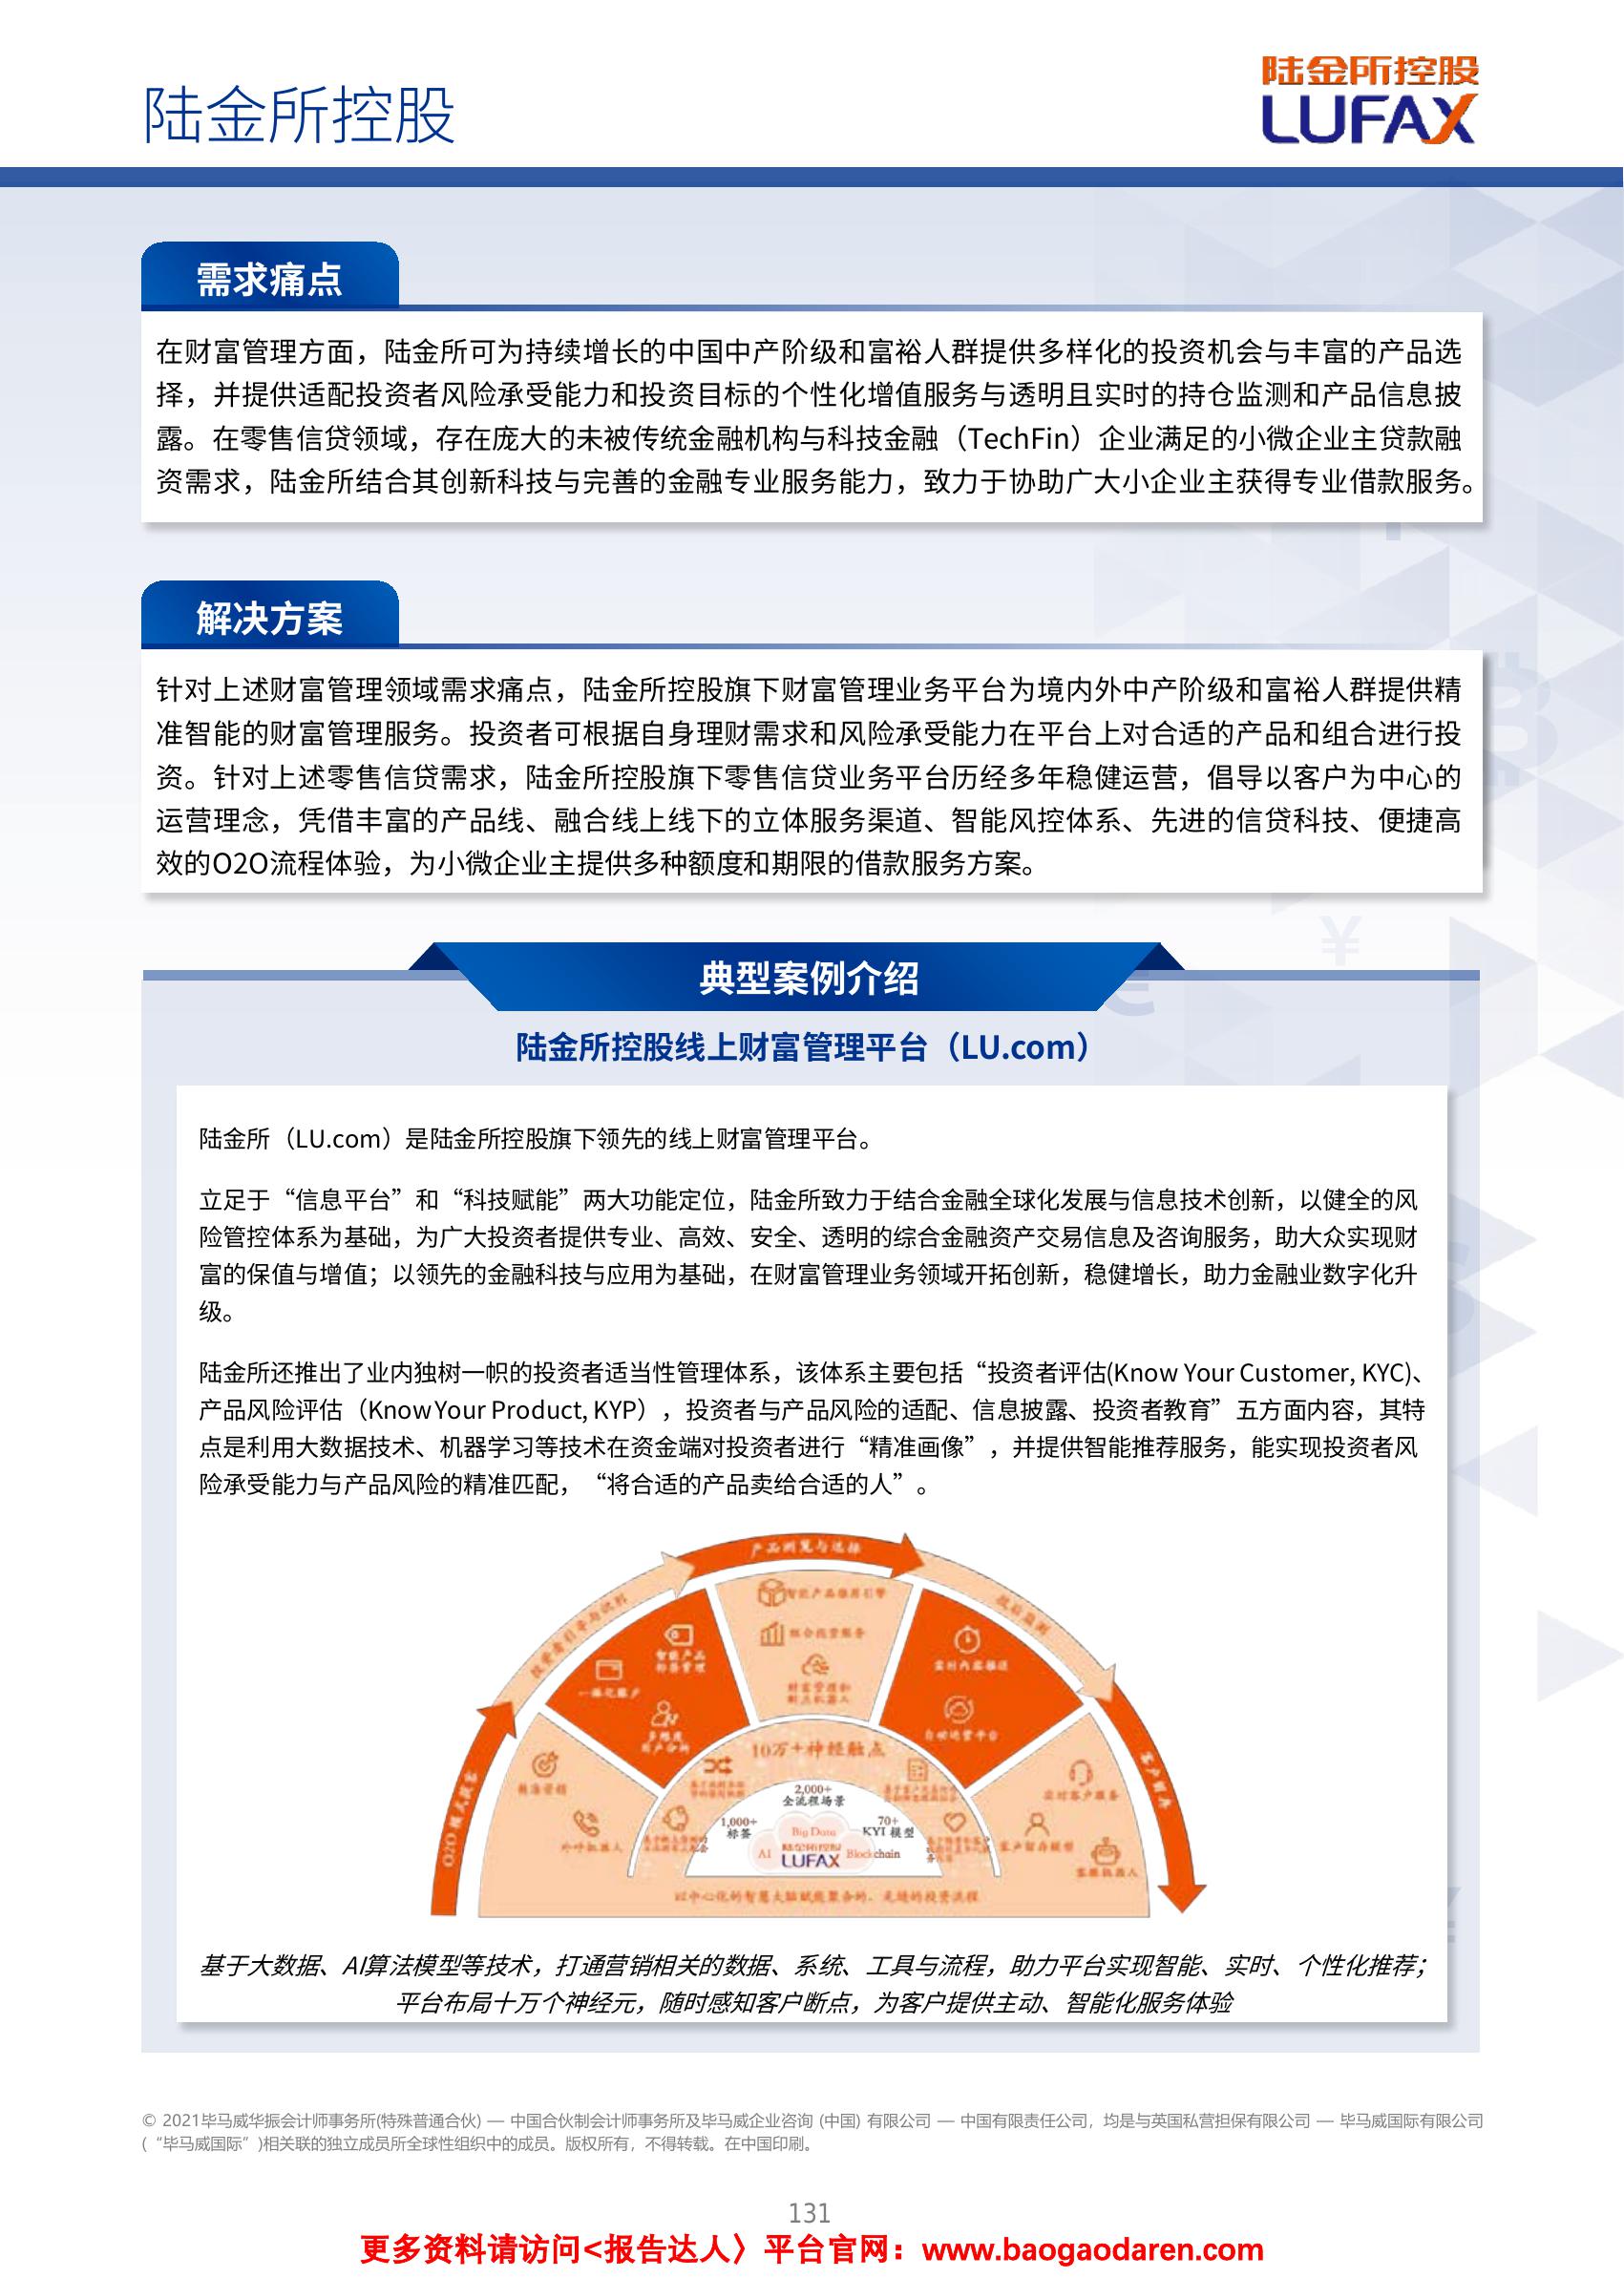 陆金所控股
陆金所控股
LUFAX
需求痛点
在财富管理方面，陆金所可为持续增长的中国中产阶级和富裕人群提供多样化的投资机会与丰富的产品选
择，并提供适配投资者风险承受能力和投资目标的个性化增值服务与透明且实时的持仓监测和产品信息披
露。在零售信贷领域，存在庞大的未被传统金融机构与科技金融（TechFin）企业满足的小微企业主贷款融
资需求，陆金所结合其创新科技与完善的金融专业服务能力，致力于协助广大小企业主获得专业借款服务。
解决方案
针对上述财富管理领域需求痛点，陆金所控股旗下财富管理业务平台为境内外中产阶级和富裕人群提供精
准智能的财富管理服务。投资者可根据自身理财需求和风险承受能力在平台上对合适的产品和组合进行投
资。针对上述零售信贷需求，陆金所控股旗下零售信贷业务平台历经多年稳健运营，倡导以客户为中心的
运营理念，凭借丰富的产品线、融合线上线下的立体服务渠道、智能风控体系、先进的信贷科技、便捷高
效的O2O流程体验，为小微企业主提供多种额度和期限的借款服务方案。
典型案例介绍
陆金所控股线上财富管理平台（LU.com）
陆金所（LU.com）是陆金所控股旗下领先的线上财富管理平台。
立足于“信息平台”和“科技赋能”两大功能定位，陆金所致力于结合金融全球化发展与信息技术创新，以健全的风
险管控体系为基础，为广大投资者提供专业、高效、安全、透明的综合金融资产交易信息及咨询服务，助大众实现财
富的保值与增值；以领先的金融科技与应用为基础，在财富管理业务领域开拓创新，稳健增长，助力金融业数字化升
级。
陆金所还推出了业内独树一帜的投资者适当性管理体系，该体系主要包括“投资者评估(Know Your Customer, KYC)、
产品风险评估（Know Your Product, KYP），投资者与产品风险的适配、信息披露、投资者教育”五方面内容，其特
点是利用大数据技术、机器学习等技术在资金端对投资者进行“精准画像”，并提供智能推荐服务，能实现投资者风
险承受能力与产品风险的精准匹配，“将合适的产品卖给合适的人”。
产品浏览与选择
智能产品推荐引擎
组合托管服务
智能产品
标签管理
一体化账户
实时内容推送
自动运营平台
10万+神经触点
2,000+
全流程场景
1,000+
标签
70+
KYI 模型
Big Data
AI
LUFAX
Blockchain
精准营销
外呼机器人
实时客户服务
客户留存模型
客服机器人
以中心化的智慧大脑赋能聚合的、无缝的投资流程
基于大数据、AI算法模型等技术，打通营销相关的数据、系统、工具与流程，助力平台实现智能、实时、个性化推荐；
平台布局十万个神经元，随时感知客户断点，为客户提供主动、智能化服务体验
© 2021毕马威华振会计师事务所(特殊普通合伙) — 中国合伙制会计师事务所及毕马威企业咨询 (中国) 有限公司 — 中国有限责任公司，均是与英国私营担保有限公司 — 毕马威国际有限公司
(“毕马威国际”)相关联的独立成员所全球性组织中的成员。版权所有，不得转载。在中国印刷。
131
更多资料请访问<报告达人〉平台官网：www.baogaodaren.com